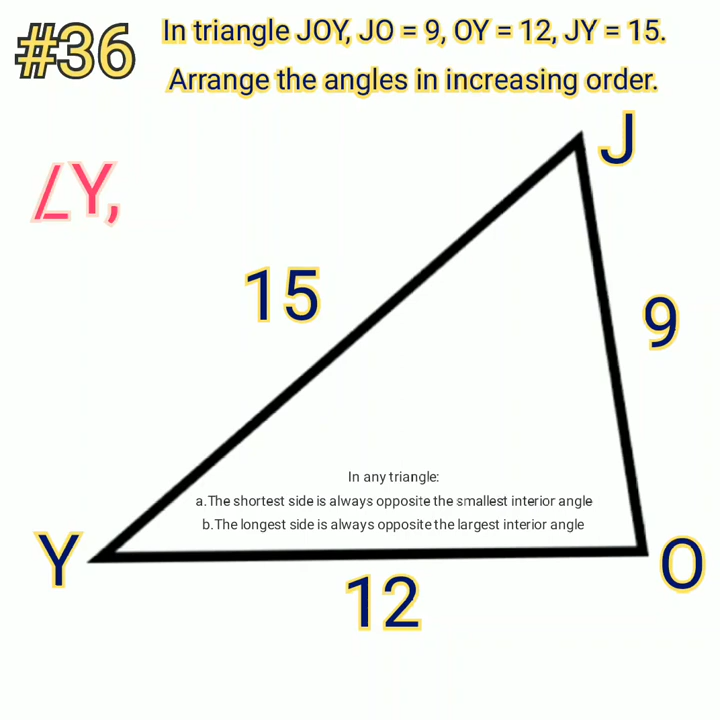 #36
In triangle JOY, JO = 9, OY = 12, JY = 15.
Arrange the angles in increasing order.
J
∠Y,
15
9
In any triangle:
a.The shortest side is always opposite the smallest interior angle
b.The longest side is always opposite the largest interior angle
Y
O
12